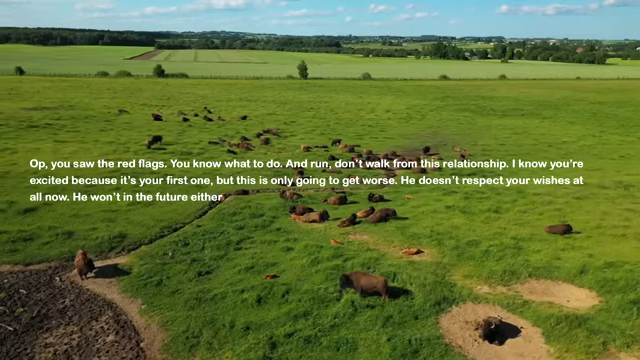 Op, you saw the red flags. You know what to do. And run, don't walk from this relationship. I know you're
excited because it's your first one, but this is only going to get worse. He doesn't respect your wishes at
all now. He won't in the future either